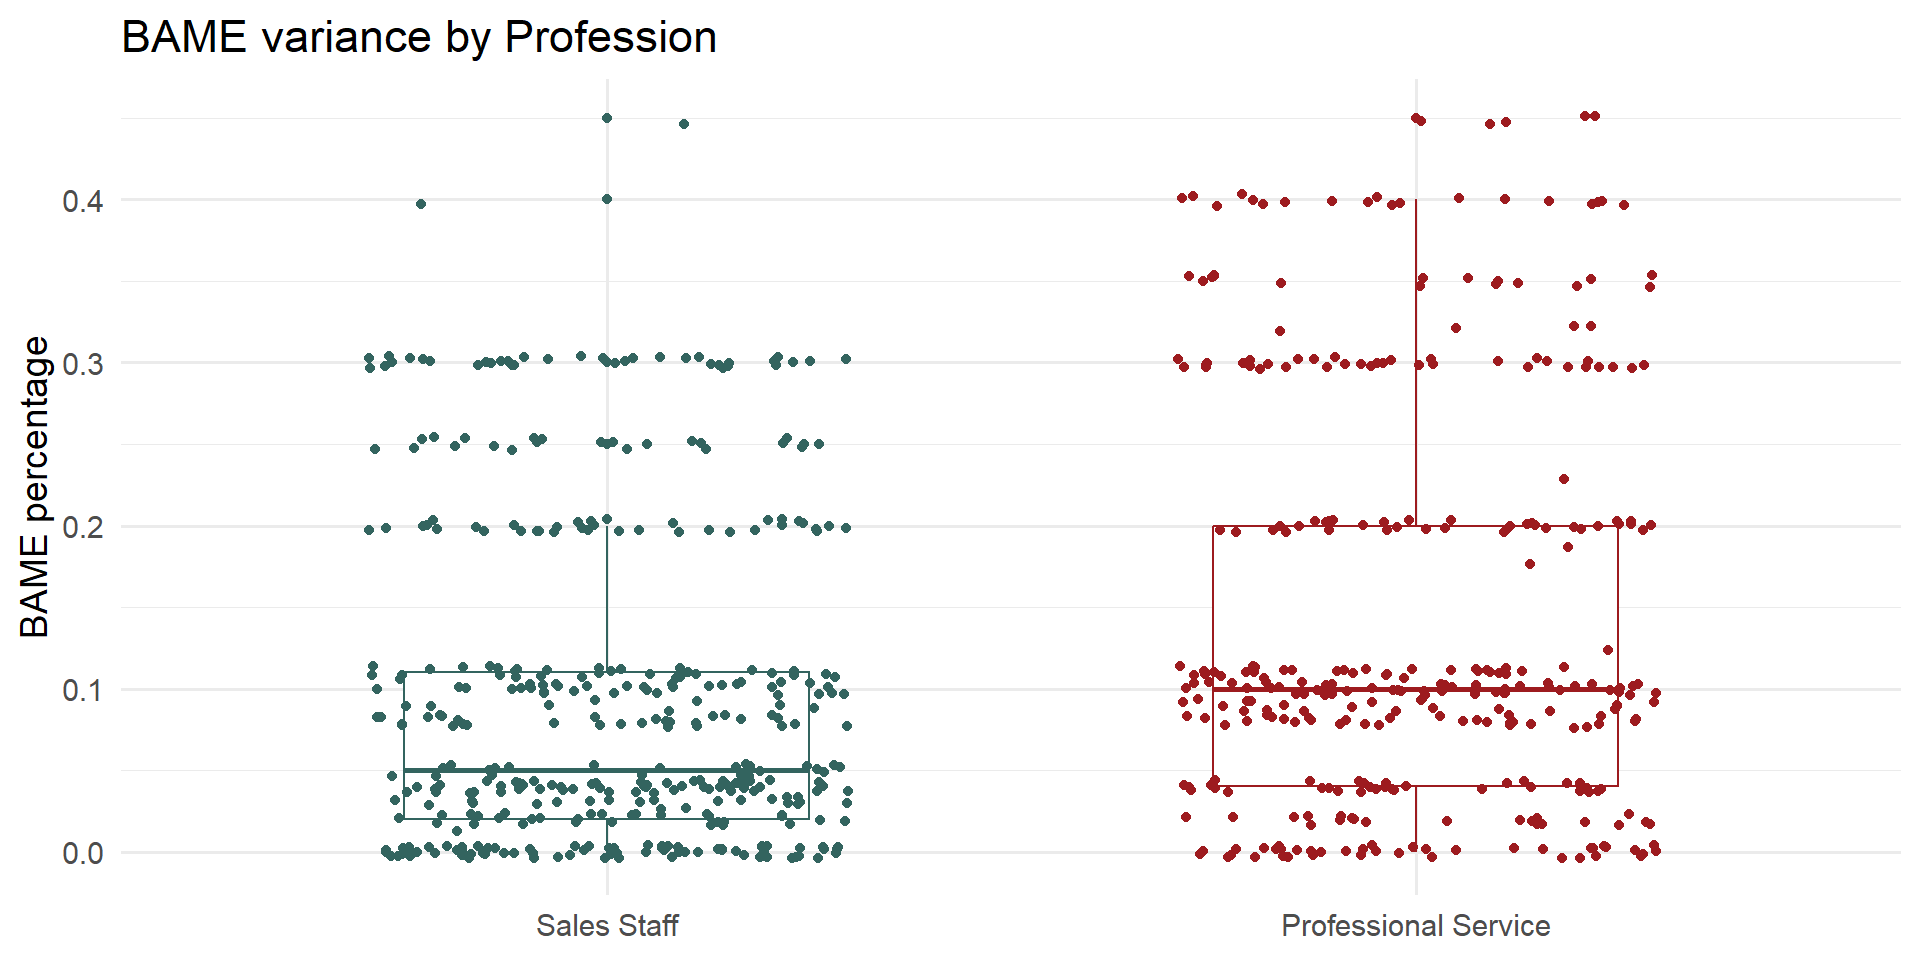 BAME variance by Profession
BAME percentage
0.4
0.3
0.2
0.1
0.0
Sales Staff
Professional Service